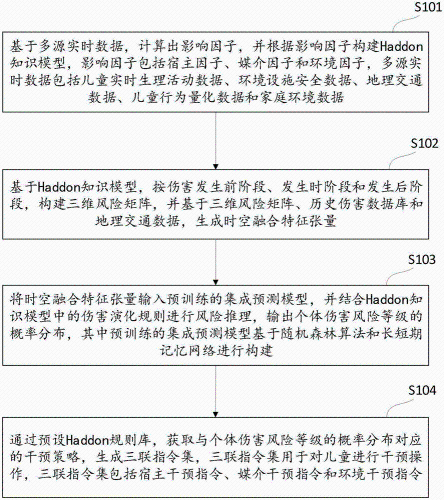 S101
基于多源实时数据，计算出影响因子，并根据影响因子构建Haddon
知识模型，影响因子包括宿主因子、媒介因子和环境因子，多源实
时数据包括儿童实时生理活动数据、环境设施安全数据、地理交通
数据、儿童行为量化数据和家庭环境数据
S102
基于Haddon知识模型，按伤害发生前阶段、发生时阶段和发生后阶
段，构建三维风险矩阵，并基于三维风险矩阵、历史伤害数据库和
地理交通数据，生成时空融合特征张量
S103
将时空融合特征张量输入预训练的集成预测模型，并结合Haddon知
识模型中的伤害演化规则进行风险推理，输出个体伤害风险等级的
概率分布，其中预训练的集成预测模型基于随机森林算法和长短期
记忆网络进行构建
S104
通过预设Haddon规则库，获取与个体伤害风险等级的概率分布对应
的干预策略，生成三联指令集，三联指令集用于对儿童进行干预操
作，三联指令集包括宿主干预指令、媒介干预指令和环境干预指令